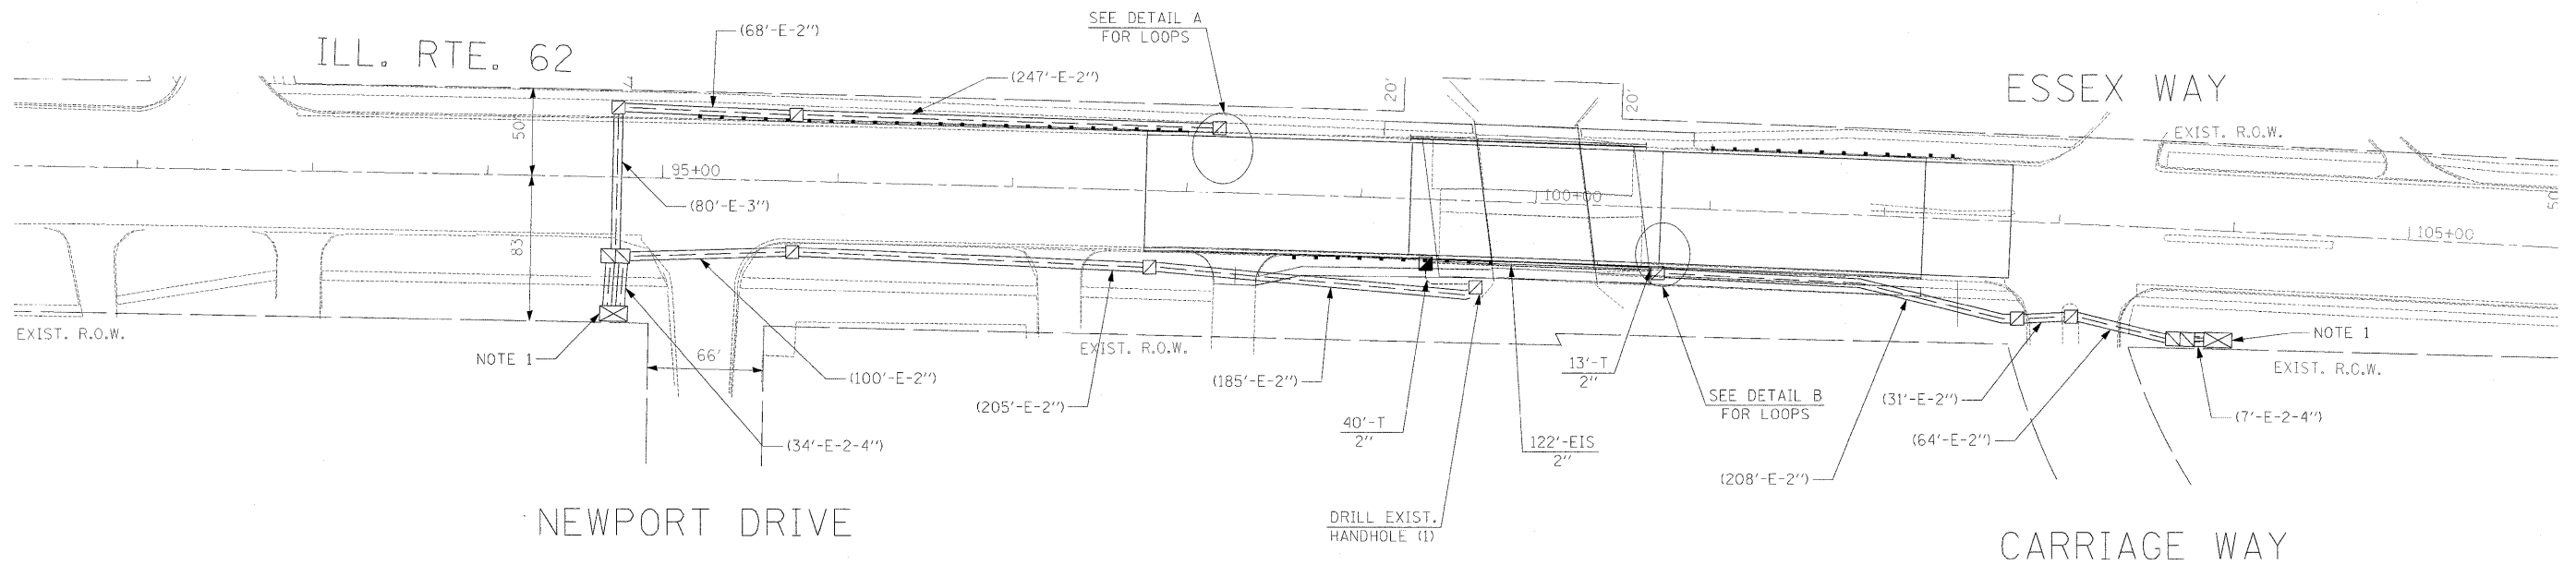 SEE DETAIL A
FOR LOOPS
(68'-E-2")
ILL. RTE. 62
(247'-E-2")
20'
20'
ESSEX WAY
EXIST. R.O.W.
50'
95+00
100+00
(80'-E-3")
50
105+00
83'
EXIST. R.O.W.
NOTE 1
66'
EXIST. R.O.W.
NOTE 1
EXIST. R.O.W.
(100'-E-2")
(185'-E-2")
13'-T
2"
(205'-E-2")
SEE DETAIL B
FOR LOOPS
(31'-E-2")
(7'-E-2-4")
40'-T
2"
(34'-E-2-4")
122'-EIS
2"
(64'-E-2")
(208'-E-2")
NEWPORT DRIVE
DRILL EXIST.
HANDHOLE (1)
CARRIAGE WAY